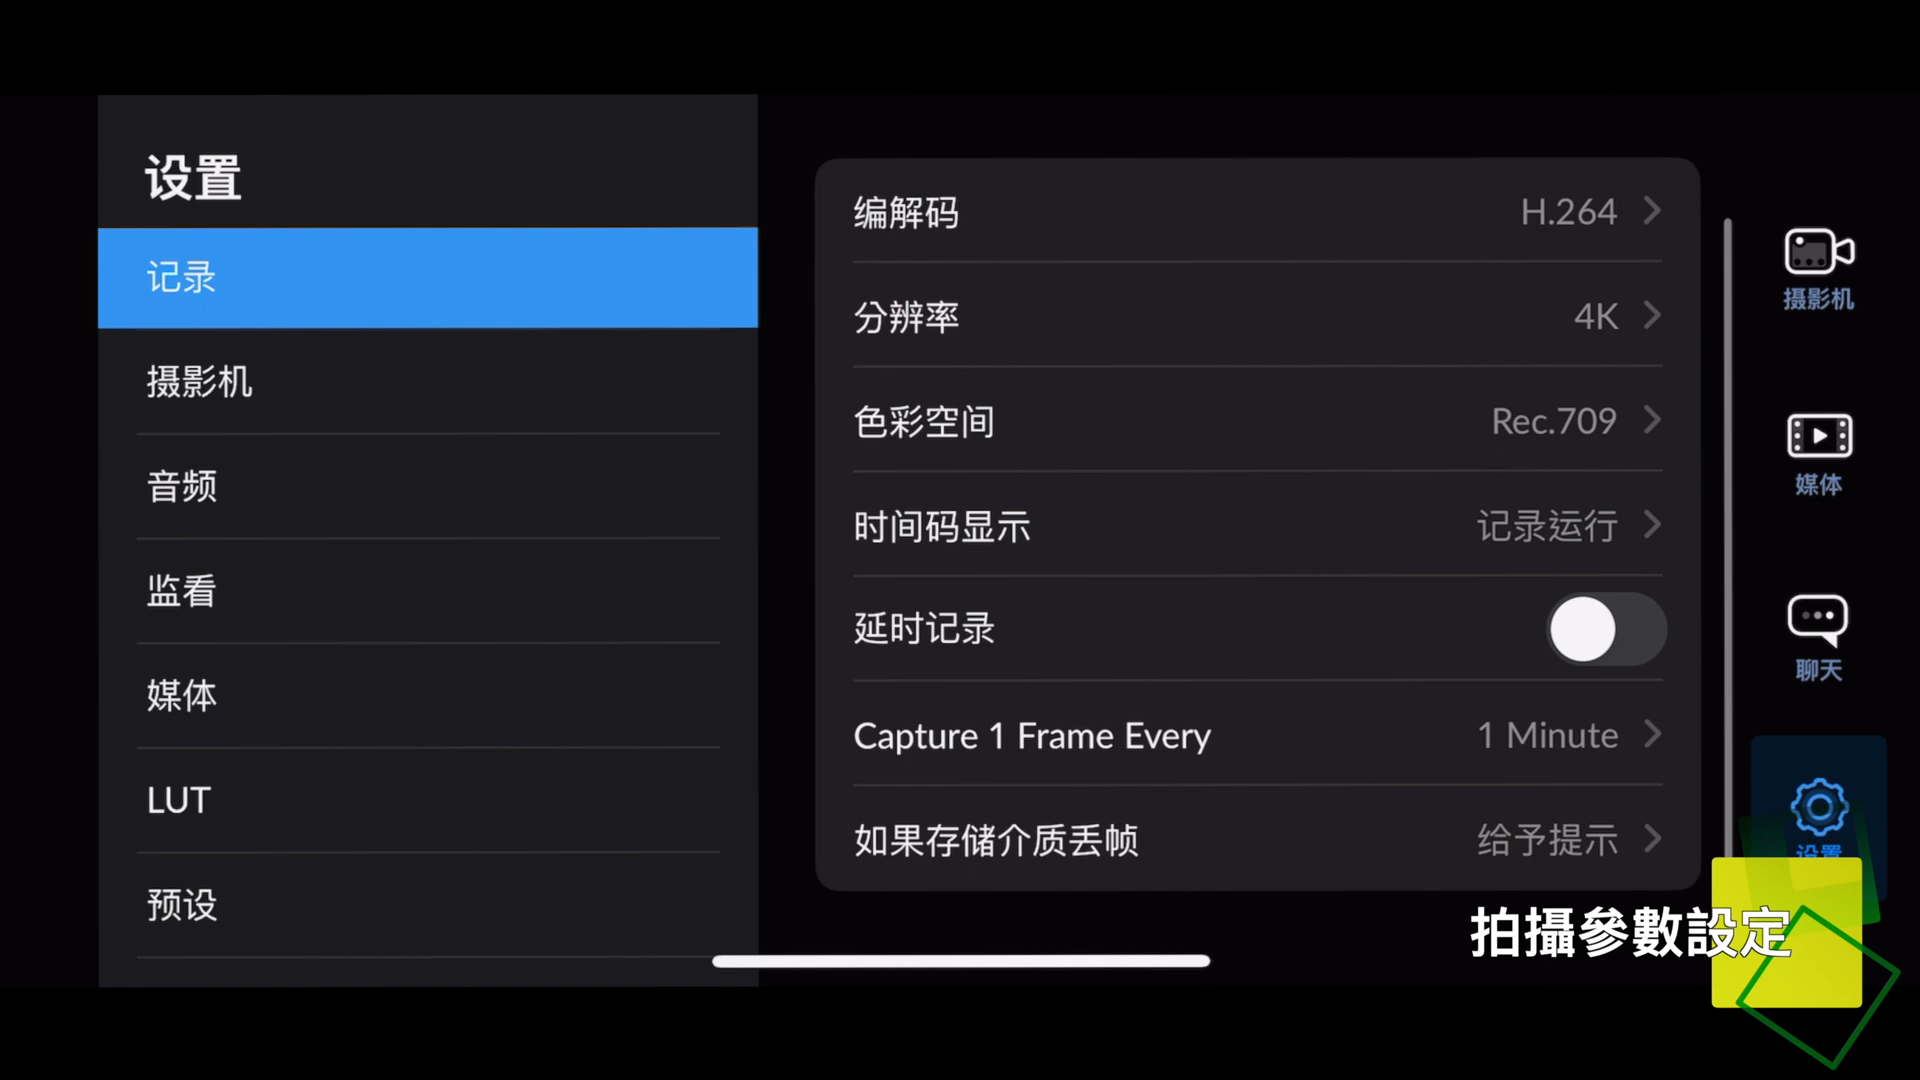 设置
记录
摄影机
音频
监看
媒体
LUT
预设
编解码 H.264
分辨率 4K
色彩空间 Rec.709
时间码显示 记录运行
延时记录
Capture 1 Frame Every 1 Minute
如果存储介质丢帧 给予提示
摄影机
媒体
聊天
设置
拍攝參數設定